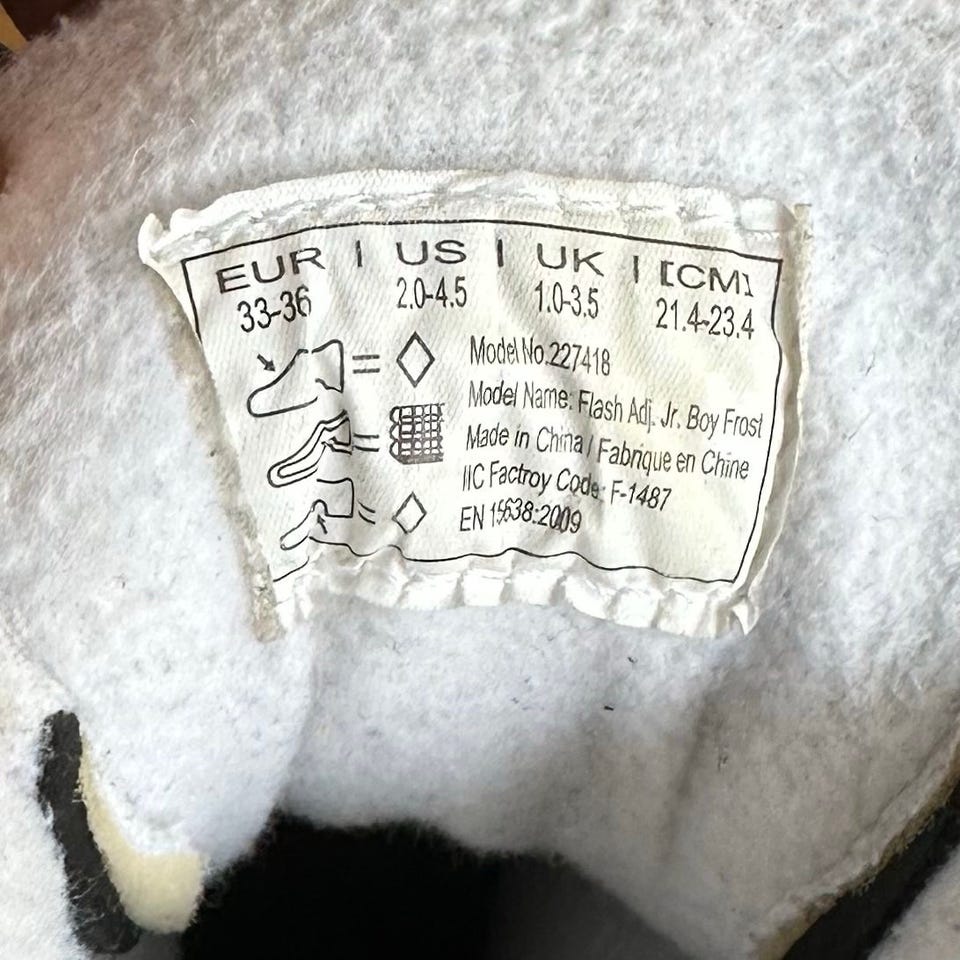 EUR | US | UK | [CM]
33-36 2.0-4.5 1.0-3.5 21.4-23.4
Model No.227418
Model Name: Flash Adj. Jr. Boy Frost
Made in China / Fabrique en Chine
IIC Factroy Code: F-1487
EN 15638:2009